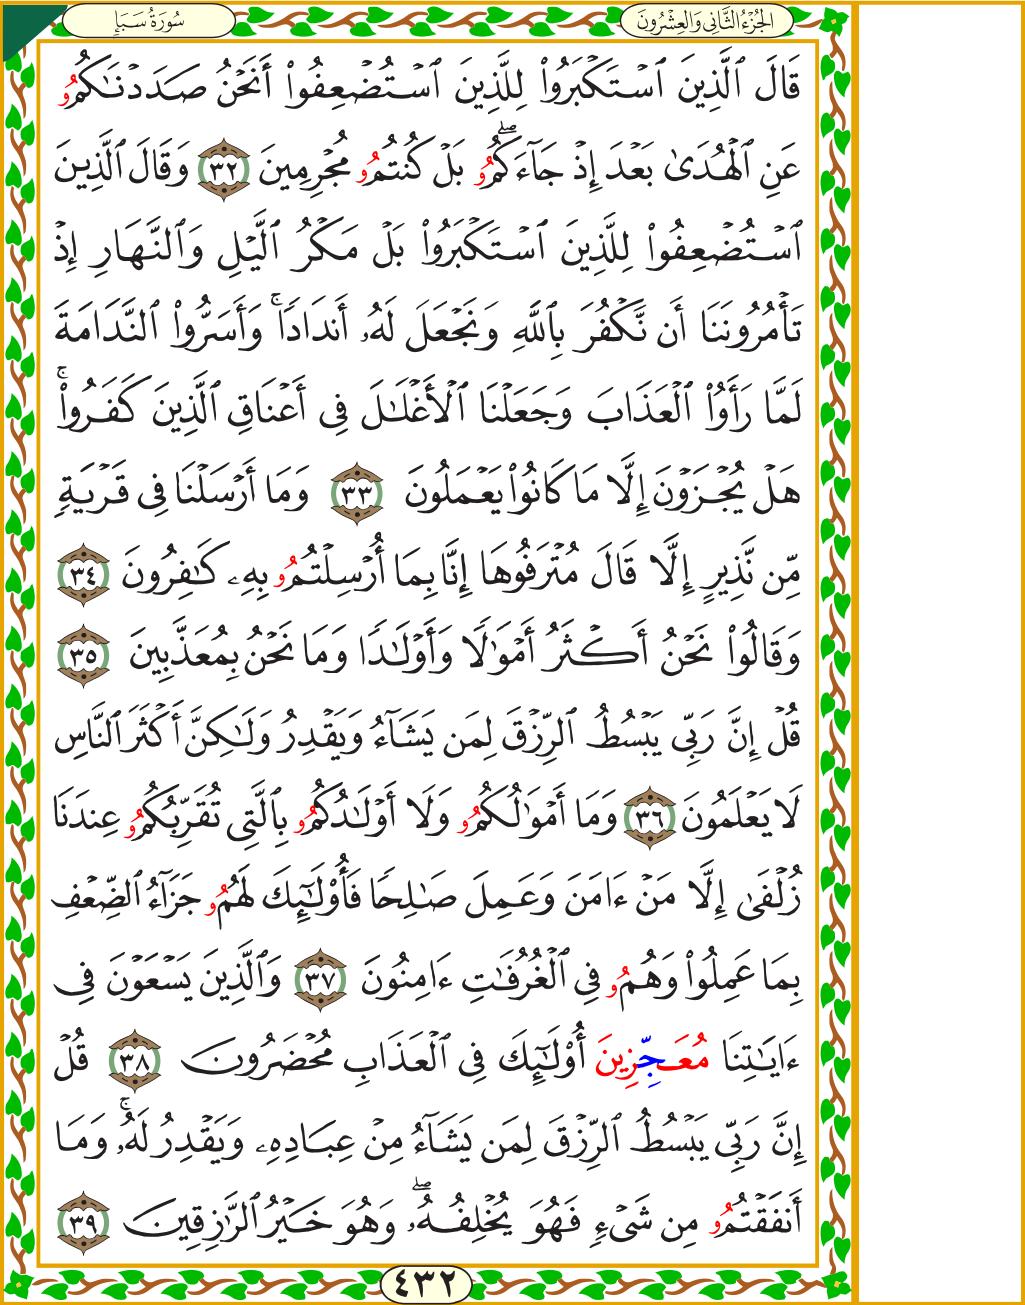 الجُزْءُ الثَّانِي وَالعِشْرُونَ
سُورَةُ سَبَإٍ
قَالَ ٱلَّذِينَ ٱسْتَكْبَرُوا۟ لِلَّذِينَ ٱسْتُضْعِفُوٓا۟ أَنَحْنُ صَدَدْنَٰكُمُۥ
عَنِ ٱلْهُدَىٰ بَعْدَ إِذْ جَآءَكُمُۥۖ بَلْ كُنتُمُۥ مُجْرِمِينَ ٣٢ وَقَالَ ٱلَّذِينَ
ٱسْتُضْعِفُوا۟ لِلَّذِينَ ٱسْتَكْبَرُوا۟ بَلْ مَكْرُ ٱلَّيْلِ وَٱلنَّهَارِ إِذْ
تَأْمُرُونَنَا أَن نَّكْفُرَ بِٱللَّهِ وَنَجْعَلَ لَهُۥ أَندَادًاۚ وَأَسَرُّوا۟ ٱلنَّدَامَةَ
لَمَّا رَأَوُا۟ ٱلْعَذَابَ وَجَعَلْنَا ٱلْأَغْلَٰلَ فِى أَعْنَاقِ ٱلَّذِينَ كَفَرُوا۟ۚ
هَلْ يُجْزَوْنَ إِلَّا مَا كَانُوا۟ يَعْمَلُونَ ٣٣ وَمَا أَرْسَلْنَا فِى قَرْيَةٍ
مِّن نَّذِيرٍ إِلَّا قَالَ مُتْرَفُوهَا إِنَّا بِمَا أُرْسِلْتُمُۥ بِهِۦ كَٰفِرُونَ ٣٤
وَقَالُوا۟ نَحْنُ أَكْثَرُ أَمْوَٰلًا وَأَوْلَٰدًا وَمَا نَحْنُ بِمُعَذَّبِينَ ٣٥
قُلْ إِنَّ رَبِّى يَبْسُطُ ٱلرِّزْقَ لِمَن يَشَآءُ وَيَقْدِرُ وَلَٰكِنَّ أَكْثَرَ ٱلنَّاسِ
لَا يَعْلَمُونَ ٣٦ وَمَا أَمْوَٰلُكُمُۥ وَلَا أَوْلَٰدُكُمُۥ بِٱلَّتِى تُقَرِّبُكُمُۥ عِندَنَا
زُلْفَىٰ إِلَّا مَنْ ءَامَنَ وَعَمِلَ صَٰلِحًا فَأُو۟لَٰٓئِكَ لَهُمُۥ جَزَآءُ ٱلضِّعْفِ
بِمَا عَمِلُوا۟ وَهُمُۥ فِى ٱلْغُرُفَٰتِ ءَامِنُونَ ٣٧ وَٱلَّذِينَ يَسْعَوْنَ فِى
ءَايَٰتِنَا مُعَجِّزِينَ أُو۟لَٰٓئِكَ فِى ٱلْعَذَابِ مُحْضَرُونَ ٣٨ قُلْ
إِنَّ رَبِّى يَبْسُطُ ٱلرِّزْقَ لِمَن يَشَآءُ مِنْ عِبَادِهِۦ وَيَقْدِرُ لَهُۥۚ وَمَا
أَنفَقْتُمُۥ مِن شَىْءٍ فَهُوَ يُخْلِفُهُۥۖ وَهُوَ خَيْرُ ٱلرَّٰزِقِينَ ٣٩
٤٣٢